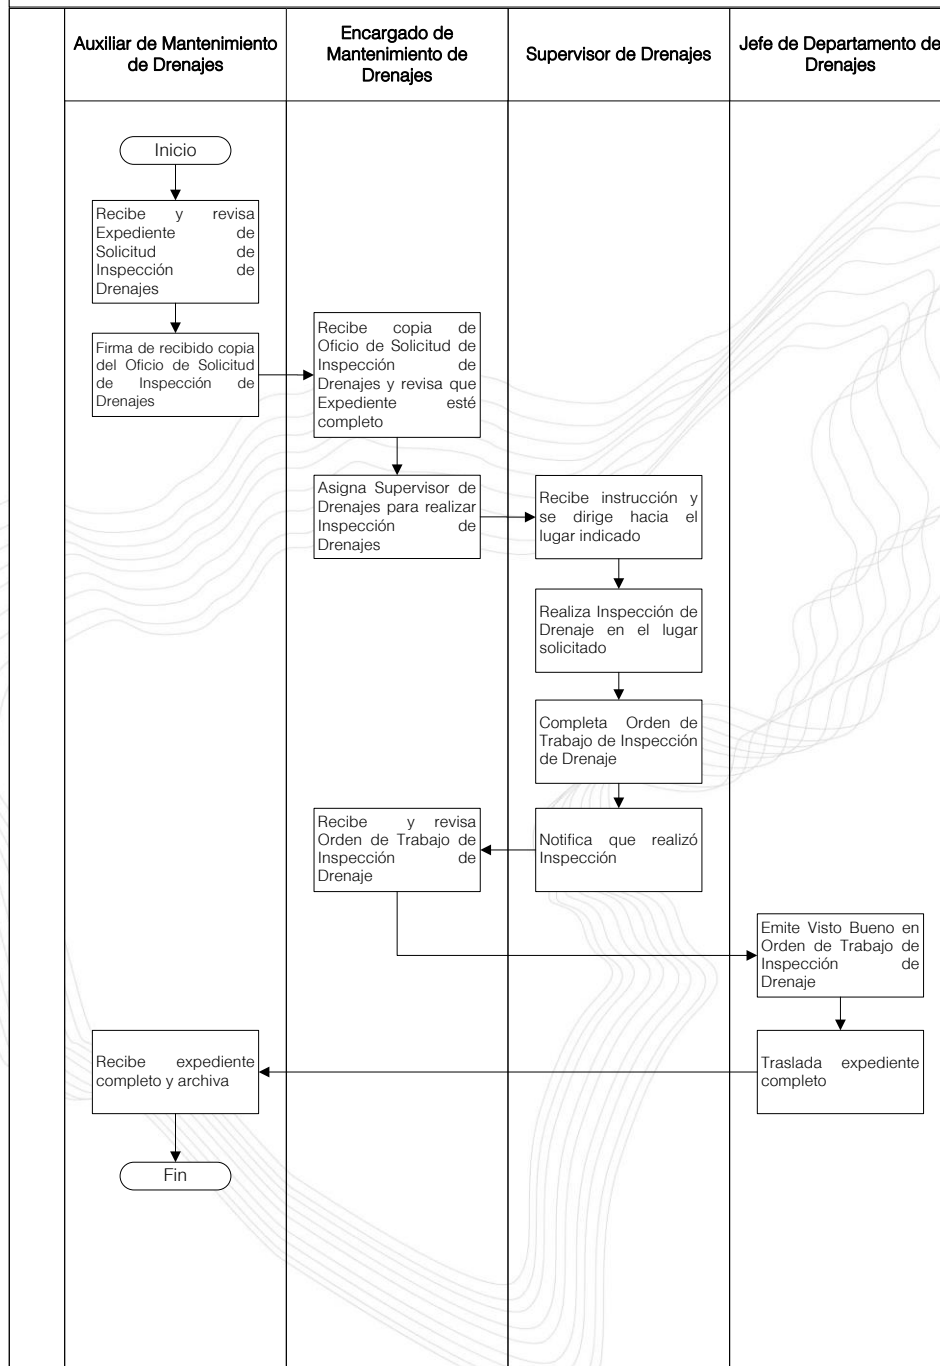 Auxiliar de Mantenimiento
de Drenajes
Encargado de
Mantenimiento de
Drenajes
Supervisor de Drenajes
Jefe de Departamento de
Drenajes
Inicio
Recibe y revisa
Expediente de
Solicitud de
Inspección de
Drenajes
Firma de recibido copia
del Oficio de Solicitud
de Inspección de
Drenajes
Recibe copia de
Oficio de Solicitud de
Inspección de
Drenajes y revisa que
Expediente esté
completo
Asigna Supervisor de
Drenajes para realizar
Inspección de
Drenajes
Recibe instrucción y
se dirige hacia el
lugar indicado
Realiza Inspección de
Drenaje en el lugar
solicitado
Completa Orden de
Trabajo de Inspección
de Drenaje
Notifica que realizó
Inspección
Recibe y revisa
Orden de Trabajo de
Inspección de
Drenaje
Emite Visto Bueno en
Orden de Trabajo de
Inspección de
Drenaje
Traslada expediente
completo
Recibe expediente
completo y archiva
Fin